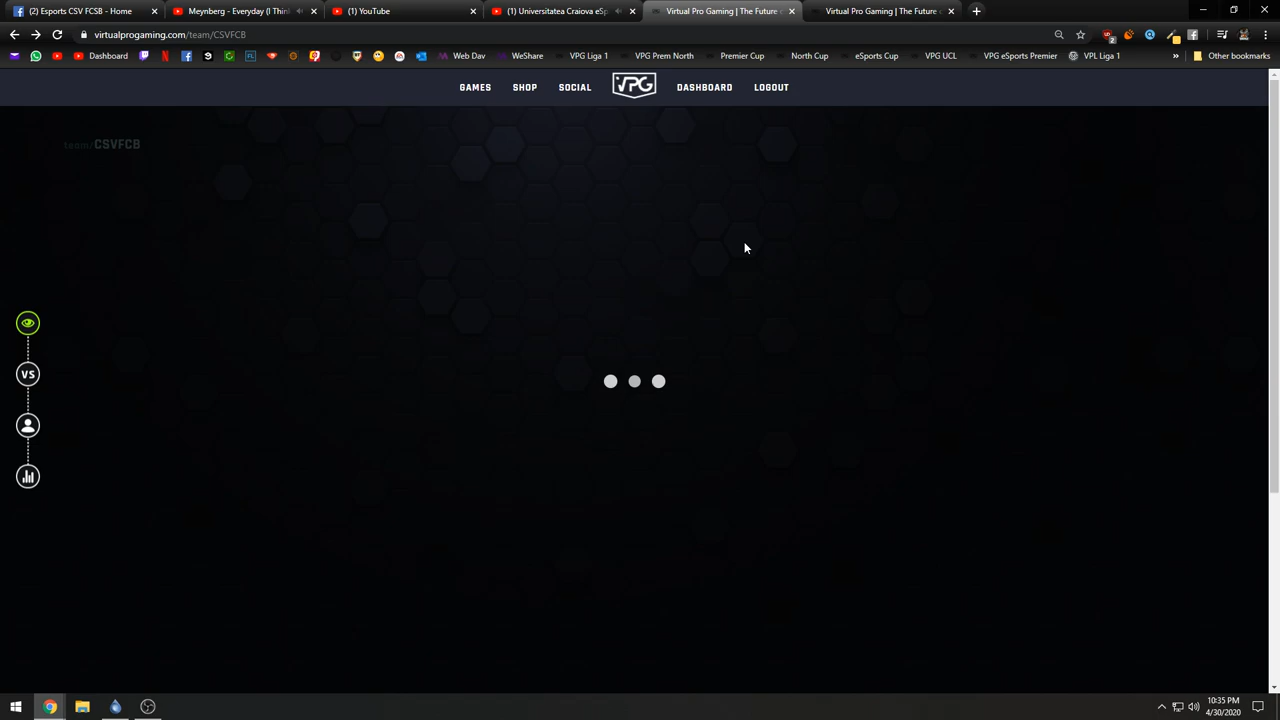 (2) Esports CSV FCSB - Home
Meynberg - Everyday (I Thin
(1) YouTube
(1) Universitatea Craiova eSp
Virtual Pro Gaming | The Future o
Virtual Pro Gaming | The Future o
virtualprogaming.com/team/CSVFCB
Dashboard
Web Dav
WeShare
VPG Liga 1
VPG Prem North
Premier Cup
North Cup
eSports Cup
VPG UCL
VPG eSports Premier
VPL Liga 1
»
Other bookmarks
GAMES
SHOP
SOCIAL
VPG
DASHBOARD
LOGOUT
team/CSVFCB
VS
10:35 PM
4/30/2020